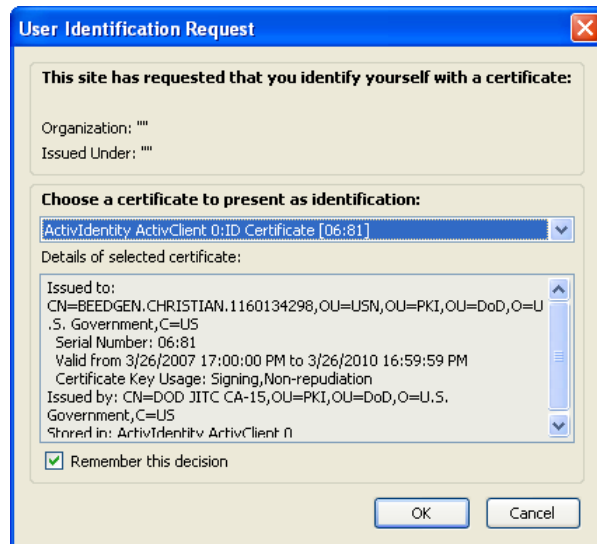 User Identification Request
This site has requested that you identify yourself with a certificate:
Organization: ""
Issued Under: ""
Choose a certificate to present as identification:
ActivIdentity ActivClient 0:ID Certificate [06:81]
Details of selected certificate:
Issued to:
CN=BEEDGEN.CHRISTIAN.1160134298,OU=USN,OU=PKI,OU=DoD,O=U
.S. Government,C=US
Serial Number: 06:81
Valid from 3/26/2007 17:00:00 PM to 3/26/2010 16:59:59 PM
Certificate Key Usage: Signing,Non-repudiation
Issued by: CN=DOD JITC CA-15,OU=PKI,OU=DoD,O=U.S.
Government,C=US
Stored in: ActivIdentity ActivClient 0
Remember this decision
OK
Cancel